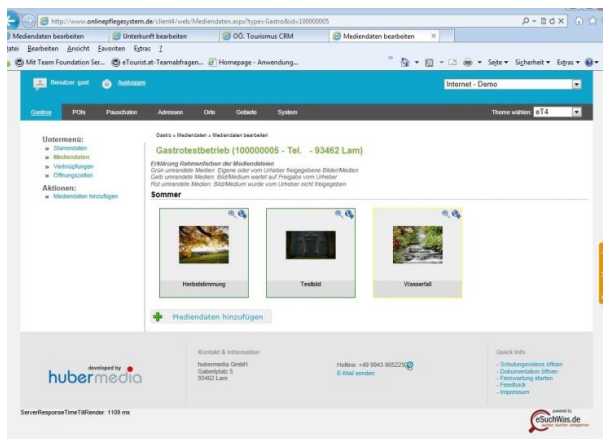 http://www.onlinepflegesystem.de/client4/web/Mediendaten.aspx?type=Gastro&id=100000005
Mediendaten bearbeiten
Unterkunft bearbeiten
OÖ. Tourismus CRM
Mediendaten bearbeiten
Bearbeiten Ansicht Favoriten Extras ?
Mit Team Foundation Ser...
eTourist.at-Teamabfragen...
Homepage - Anwendung...
Seite Sicherheit Extras
Benutzer: gast
Ausloggen
Internet - Demo
Gastros POIs Pauschalen Adressen Orte Gebiete System
Theme wählen: eT4
Untermenü:
Stammdaten
Mediendaten
Verknüpfungen
Öffnungszeiten
Aktionen:
Mediendaten hinzufügen
Gastro » Mediendaten » Mediendaten bearbeiten
Gastrotestbetrieb (100000005 - Tel. - 93462 Lam)
Erklärung Rahmenfarben der Mediendateien
Grün umrandete Medien: Eigene oder vom Urheber freigegebene Bilder/Medien
Gelb umrandete Medien: Bild/Medium wartet auf Freigabe vom Urheber
Rot umrandete Medien: Bild/Medium wurde vom Urheber nicht freigegeben
Sommer
Herbststimmung
Testbild
Wasserfall
Mediendaten hinzufügen
developed by
hubermedia
Kontakt & Information
hubermedia GmbH
93462 Lam
E-Mail senden
Quick Info
- Schulungsvideos öffnen
- Dokumentation öffnen
- Fernwartung starten
- Feedback
- Impressum
ServerResponseTimeTillRender: 1109 ms
powered by
eSuchWas.de